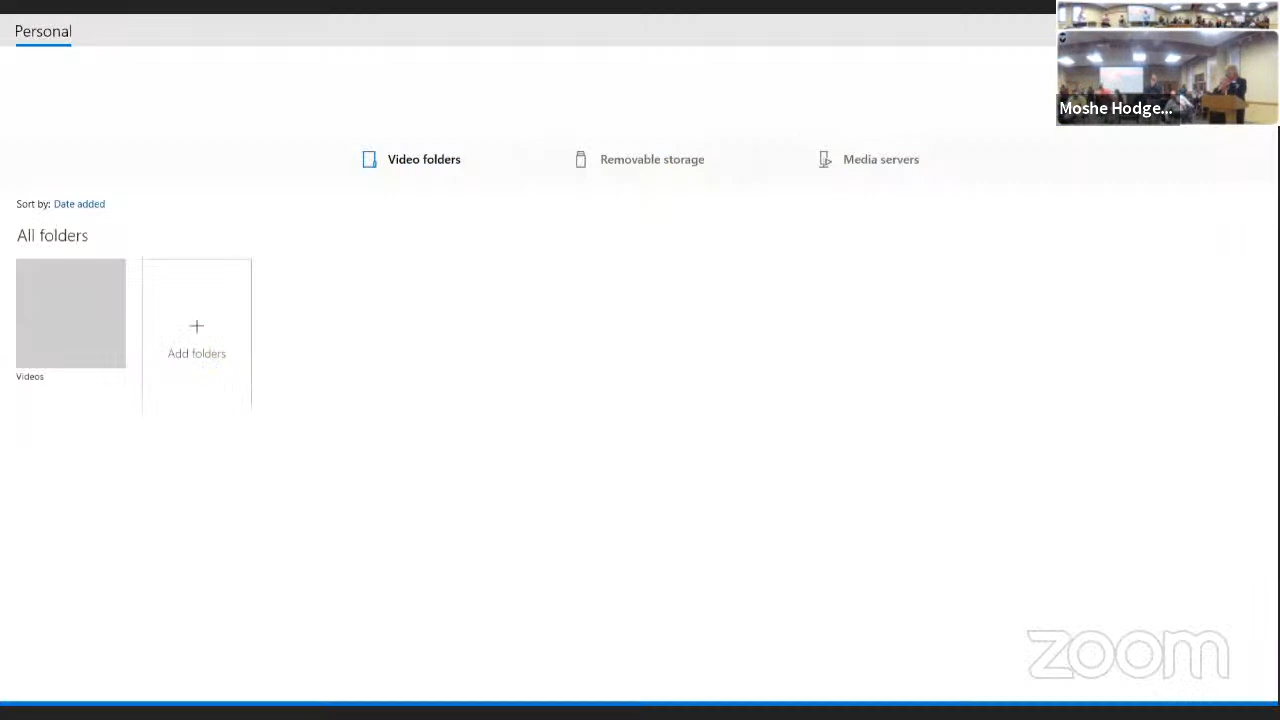 Personal
Moshe Hodge...
Video folders
Removable storage
Media servers
Sort by: Date added
All folders
+
Add folders
Videos
zoom